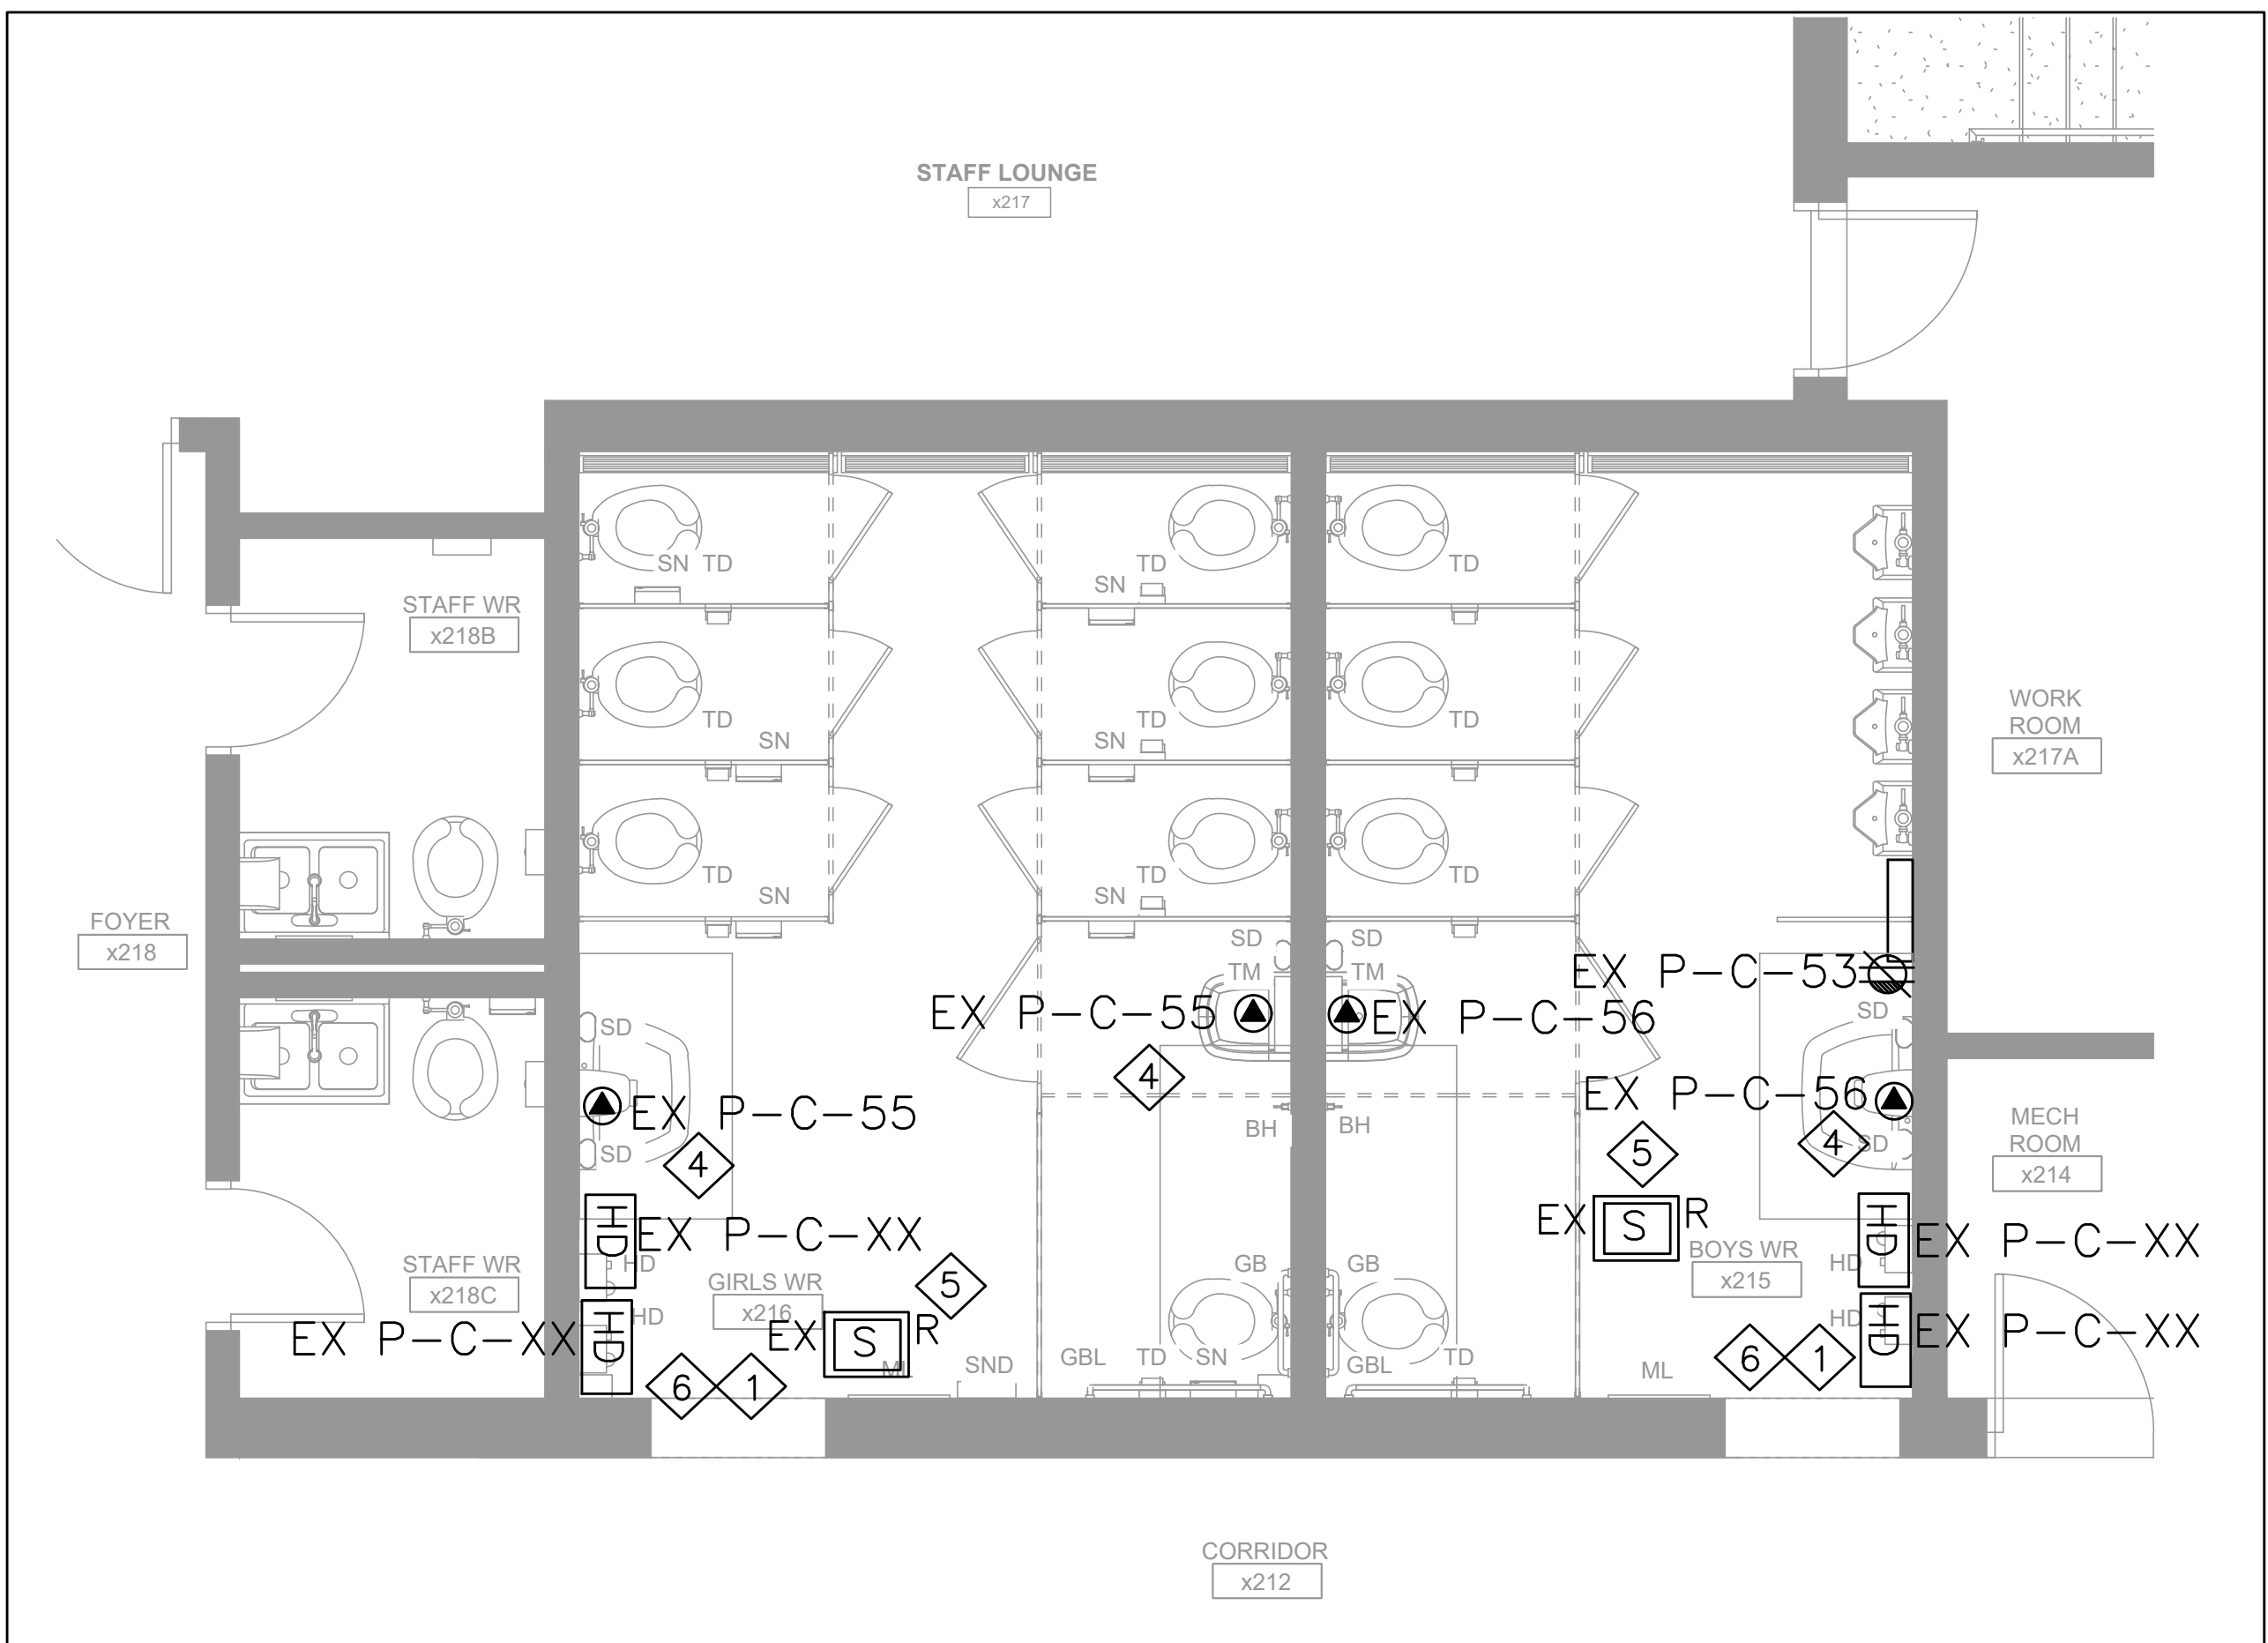 STAFF LOUNGE
x217
SN TD
TD
SN
TD
STAFF WR
x218B
TD
SN
TD
SN
TD
WORK
ROOM
x217A
TD
SN
TD
SN
TD
FOYER
x218
SD
TM
SD
TM
EX P-C-53
SD
EX P-C-55
EX P-C-56
SD
4
EX P-C-55
EX P-C-56
BH
BH
MECH
ROOM
x214
SD
4
5
4
SD
HD
EX P-C-XX
EX
S
R
HD
EX P-C-XX
STAFF WR
x218C
HD
GIRLS WR
x216
5
GB
GB
BOYS WR
x215
HD
EX P-C-XX
HD
HD
EX
S
R
HD
HD
EX P-C-XX
ML
SND
GBL
TD
SN
GBL
TD
ML
6
1
6
1
CORRIDOR
x212